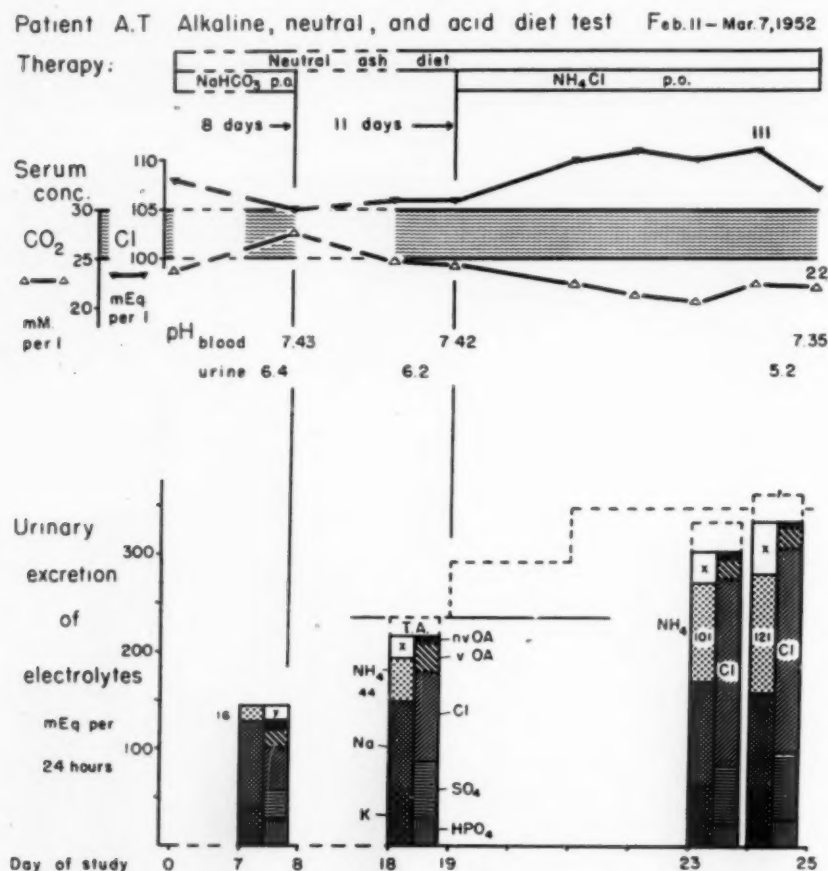 Patient A.T Alkaline, neutral, and acid diet test Feb. 11 – Mar. 7, 1952
Therapy:
Neutral ash diet
NaHCO3 p.o.
NH4Cl p.o.
8 days
11 days
111
Serum conc.
110
30 105
CO2 Cl
25 100
22
20
mM. per l
mEq. per l
pH blood 7.43 7.42 7.35
urine 6.4 6.2 5.2
Urinary excretion of electrolytes
mEq per 24 hours
300
200
100
16
y
T.A.
x
NH4 44
Na
K
nvOA
vOA
Cl
SO4
HPO4
NH4
x
101
Cl
x
121
Cl
Day of study 0 7 8 18 19 23 25